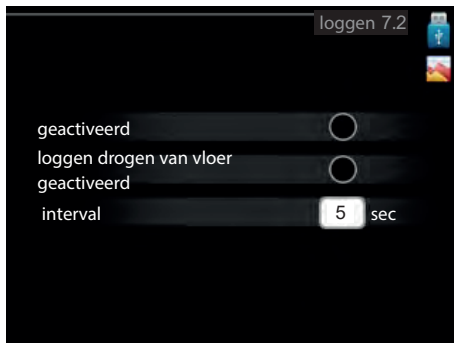 loggen 7.2
geactiveerd
loggen drogen van vloer
geactiveerd
interval 5 sec